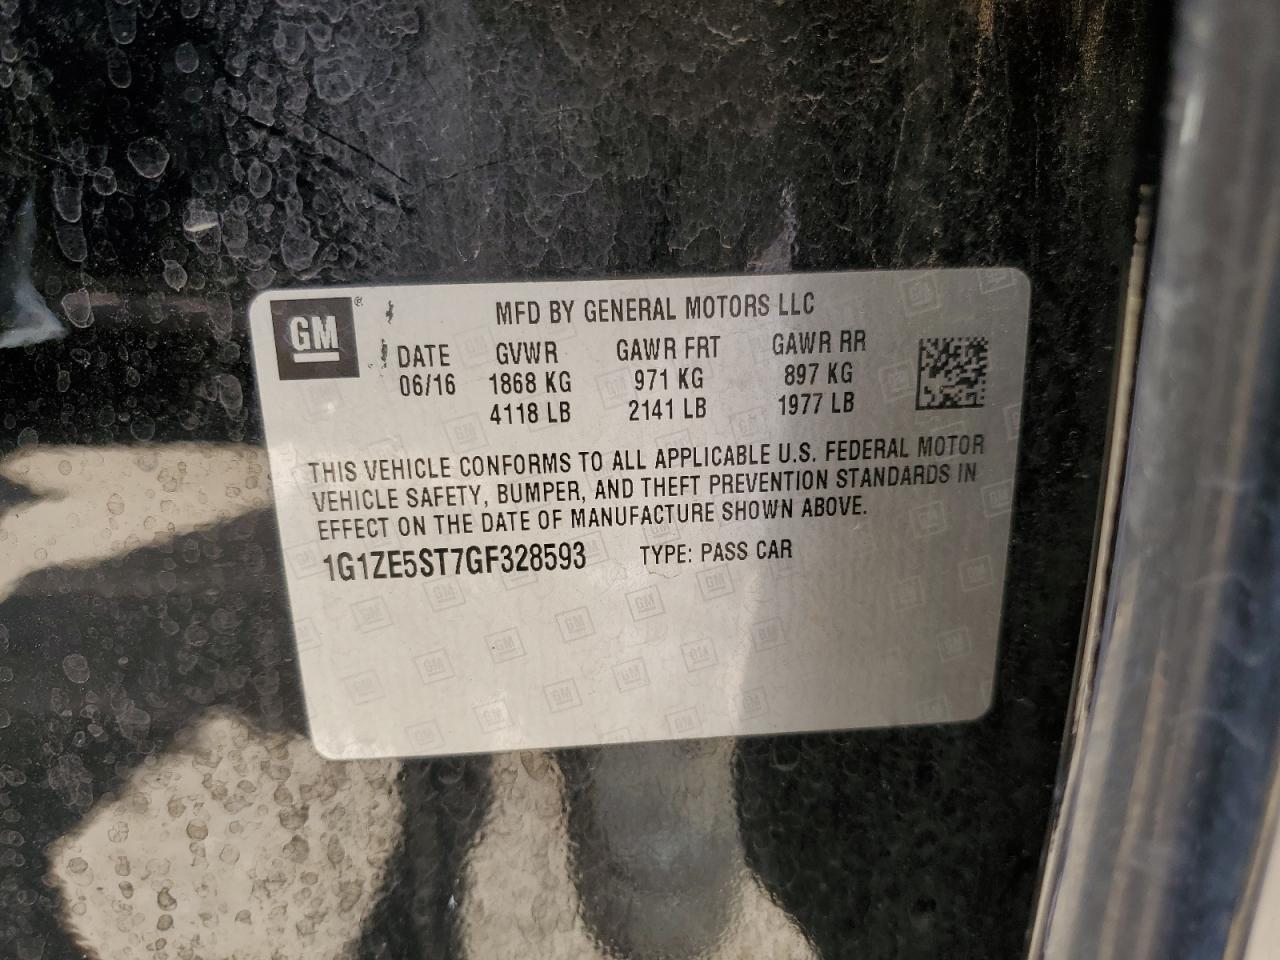 GM ®
MFD BY GENERAL MOTORS LLC
DATE GVWR GAWR FRT GAWR RR
06/16 1868 KG 971 KG 897 KG
4118 LB 2141 LB 1977 LB
THIS VEHICLE CONFORMS TO ALL APPLICABLE U.S. FEDERAL MOTOR
VEHICLE SAFETY, BUMPER, AND THEFT PREVENTION STANDARDS IN
EFFECT ON THE DATE OF MANUFACTURE SHOWN ABOVE.
1G1ZE5ST7GF328593 TYPE: PASS CAR